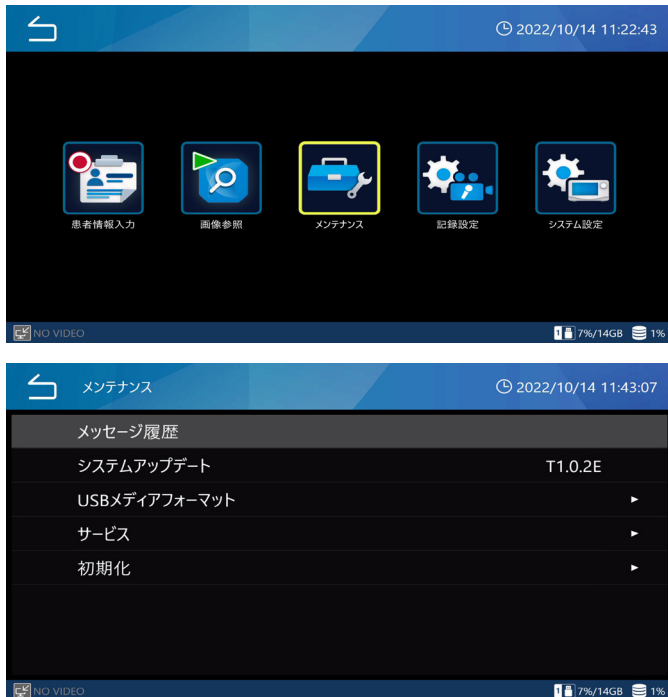 2022/10/14 11:22:43
患者情報入力
画像参照
メンテナンス
記録設定
システム設定
NO VIDEO
1 7%/14GB 1%
メンテナンス 2022/10/14 11:43:07
メッセージ履歴
システムアップデート T1.0.2E
USBメディアフォーマット
サービス
初期化
NO VIDEO
1 7%/14GB 1%